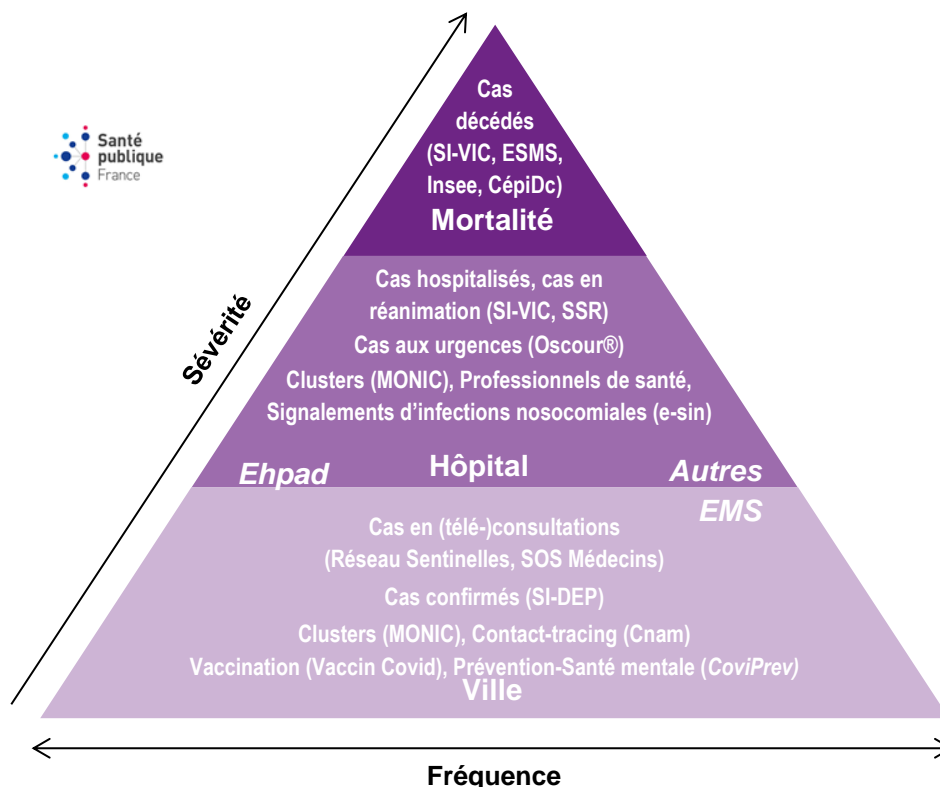 Santé
publique
France
Cas
décédés
(SI-VIC, ESMS,
Insee, CépiDc)
Mortalité
Sévérité
Cas hospitalisés, cas en
réanimation (SI-VIC, SSR)
Cas aux urgences (Oscour®)
Clusters (MONIC), Professionnels de santé,
Signalements d'infections nosocomiales (e-sin)
Ehpad Hôpital Autres
EMS
Cas en (télé-)consultations
(Réseau Sentinelles, SOS Médecins)
Cas confirmés (SI-DEP)
Clusters (MONIC), Contact-tracing (Cnam)
Vaccination (Vaccin Covid), Prévention-Santé mentale (CoviPrev)
Ville
Fréquence